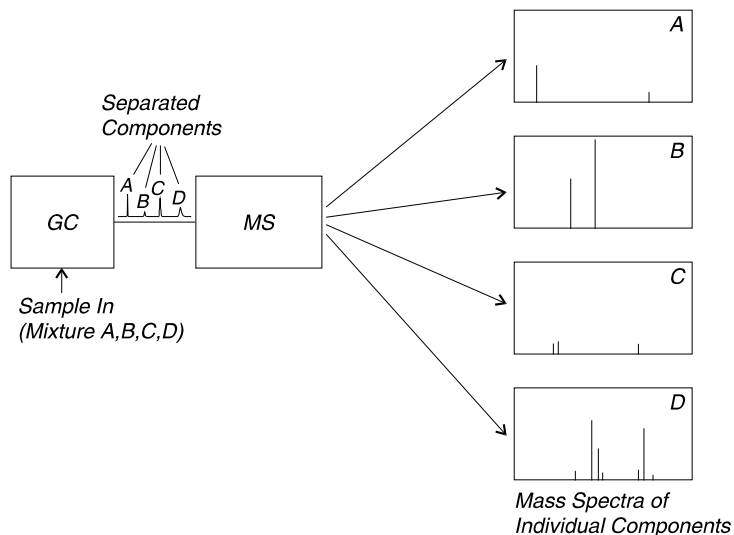 Separated
Components
A
B
C
D
GC
MS
Sample In
(Mixture A,B,C,D)
A
B
C
D
Mass Spectra of
Individual Components